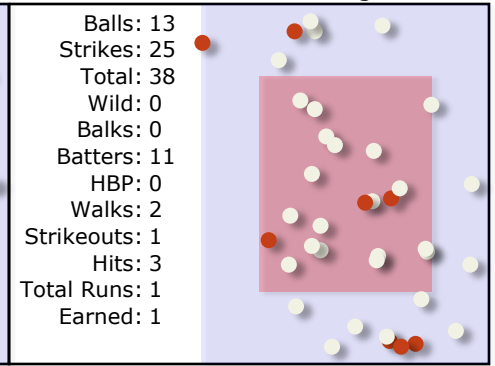 Balls: 13
Strikes: 25
Total: 38
Wild: 0
Balks: 0
Batters: 11
HBP: 0
Walks: 2
Strikeouts: 1
Hits: 3
Total Runs: 1
Earned: 1